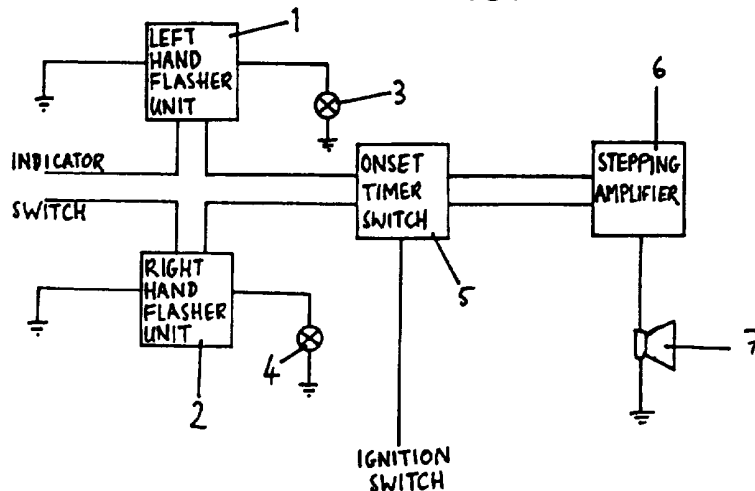 1
LEFT
HAND
FLASHER
UNIT
3
6
INDICATOR
SWITCH
ONSET
TIMER
SWITCH
STEPPING
AMPLIFIER
5
RIGHT
HAND
FLASHER
UNIT
4
2
7
IGNITION
SWITCH